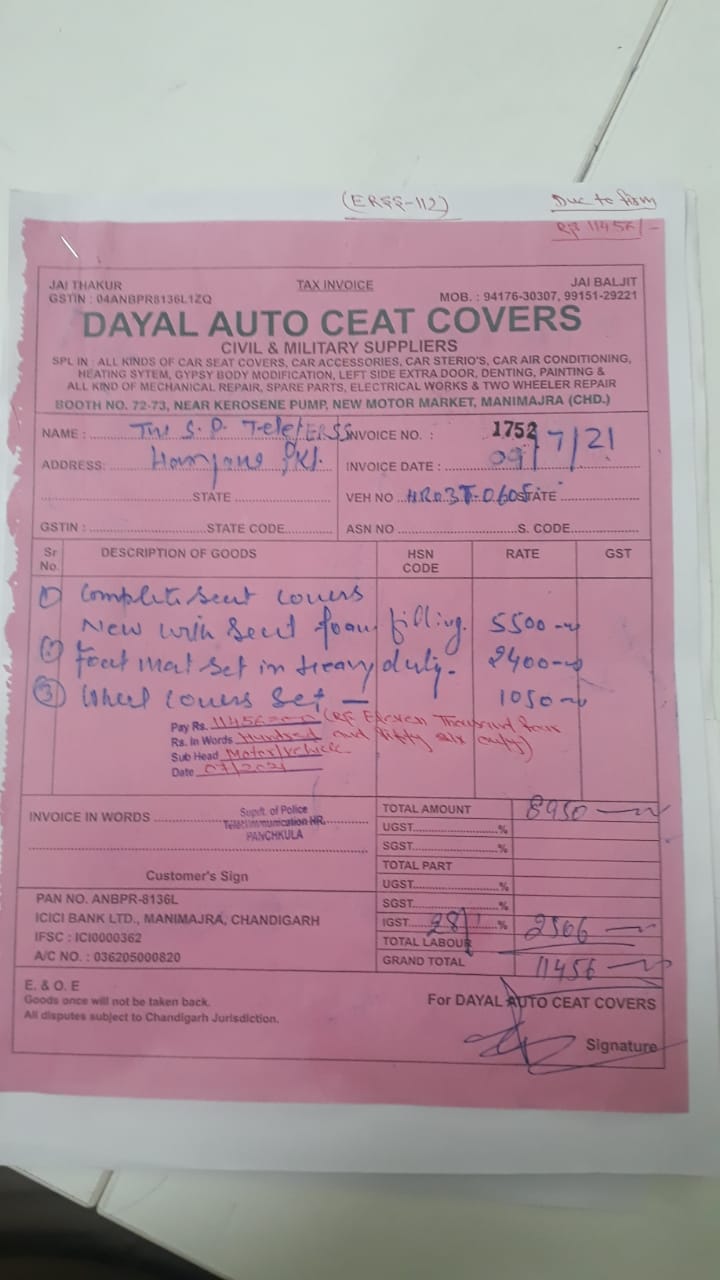 (ERSS-112)
Due to firm
Rs 11456/-
JAI THAKUR
TAX INVOICE
JAI BALJIT
GSTIN : 04ANBPR8136L1ZQ
MOB. : 94176-30307, 99151-29221
DAYAL AUTO CEAT COVERS
CIVIL & MILITARY SUPPLIERS
SPL IN : ALL KINDS OF CAR SEAT COVERS, CAR ACCESSORIES, CAR STERIO'S, CAR AIR CONDITIONING,
HEATING SYTEM, GYPSY BODY MODIFICATION, LEFT SIDE EXTRA DOOR, DENTING, PAINTING &
ALL KIND OF MECHANICAL REPAIR, SPARE PARTS, ELECTRICAL WORKS & TWO WHEELER REPAIR
BOOTH NO. 72-73, NEAR KEROSENE PUMP, NEW MOTOR MARKET, MANIMAJRA (CHD.)
NAME : The S.P. Tele/ERSS
INVOICE NO. : 1752
ADDRESS: Haryana Pkl.
INVOICE DATE : 09/7/21
STATE
VEH NO HR03T-0605
STATE
GSTIN : STATE CODE
ASN NO S. CODE
Sr No. DESCRIPTION OF GOODS HSN CODE RATE GST
① Complete seat covers
New with seat foam filling. 5500
② Foot mat set in heavy duty- 2400
③ Wheel covers set — 1050
Pay Rs. 11456=00 (Rs Eleven Thousand four
Rs. In Words Hundred and fifty six only)
Sub Head Motor/vehicle
Date 07/2021
INVOICE IN WORDS
Supdt. of Police
Telecommunication HR.
PANCHKULA
Customer's Sign
TOTAL AMOUNT 8950
UGST %
SGST %
TOTAL PART
UGST %
SGST %
IGST 28 % 2506
TOTAL LABOUR
GRAND TOTAL 11456
PAN NO. ANBPR-8136L
ICICI BANK LTD., MANIMAJRA, CHANDIGARH
IFSC : ICI0000362
A/C NO. : 036205000820
E. & O. E
Goods once will not be taken back.
All disputes subject to Chandigarh Jurisdiction.
For DAYAL AUTO CEAT COVERS
Signature